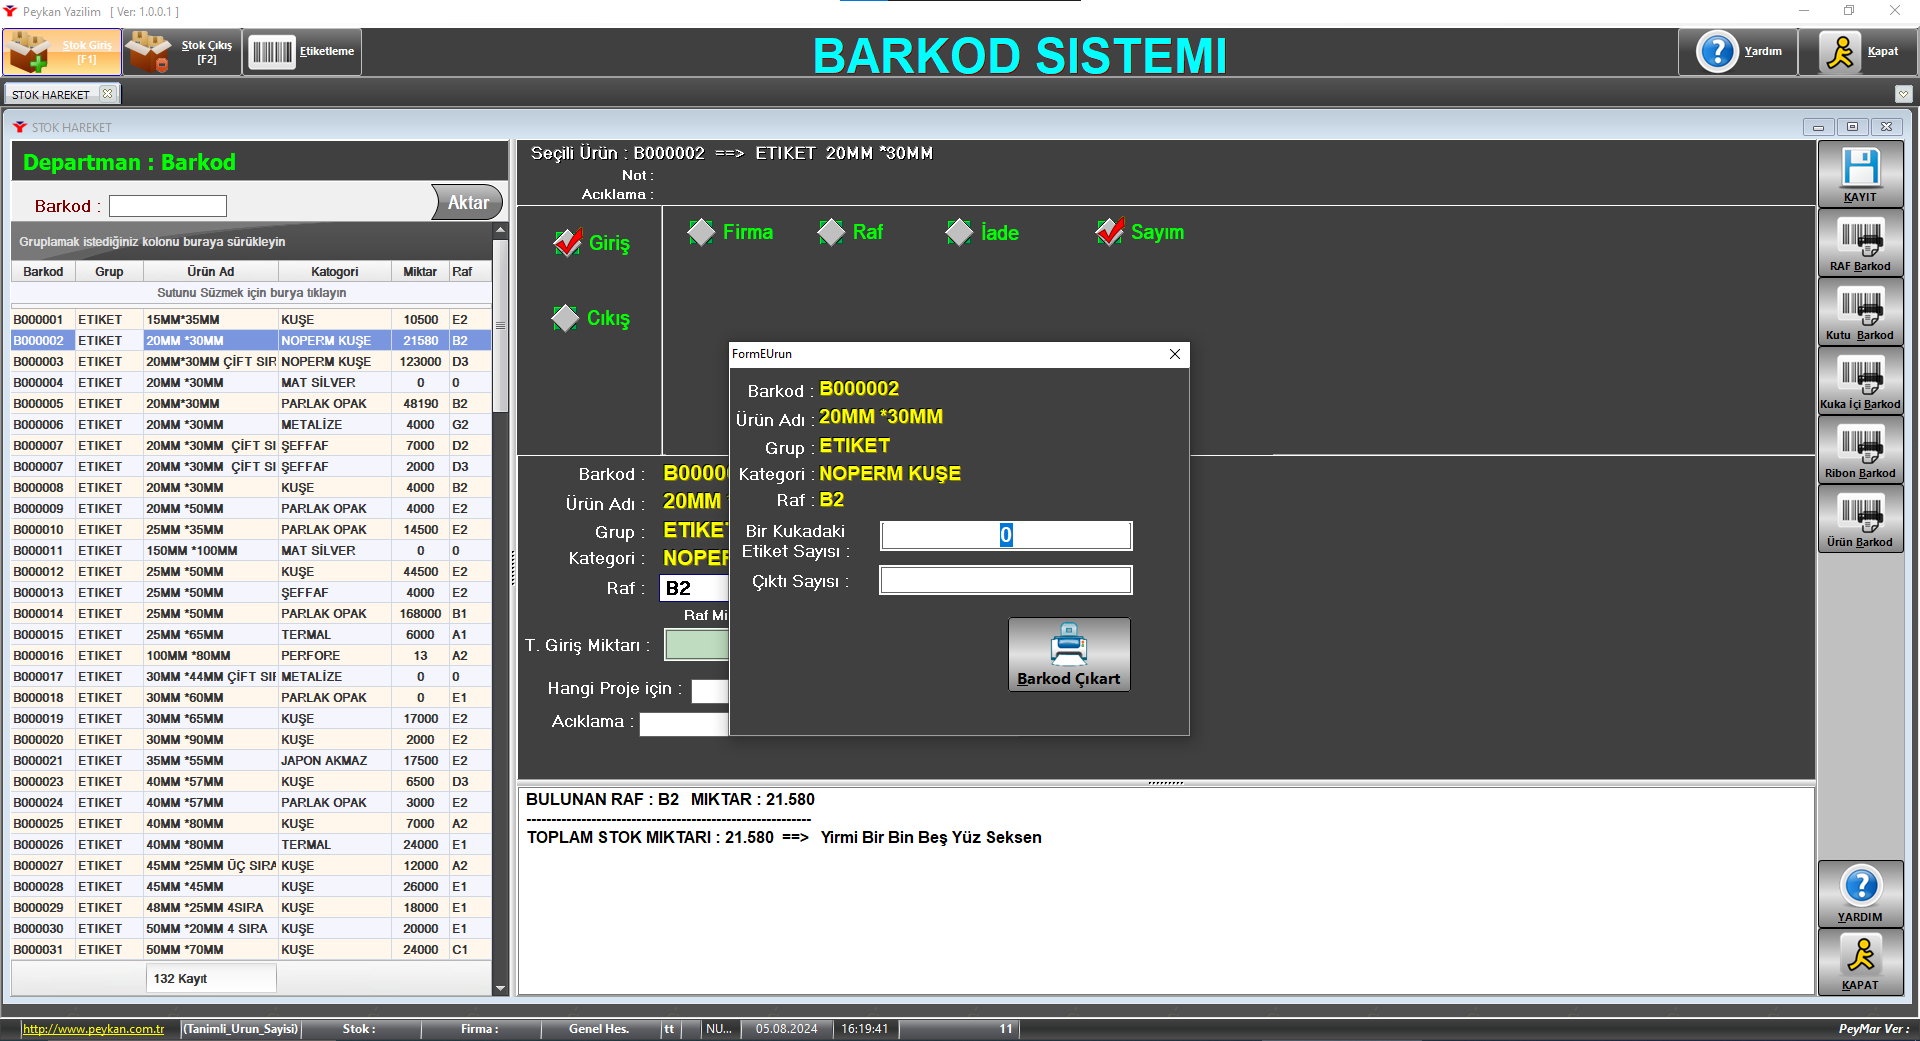 Peykan Yazilim [ Ver: 1.0.0.1 ]
Stok Giriş [F1]
Stok Çıkış [F2]
Etiketleme
BARKOD SISTEMI
Yardım
Kapat
STOK HAREKET
STOK HAREKET
Departman : Barkod
Barkod :
Aktar
Gruplamak istediğiniz kolonu buraya sürükleyin
Barkod Grup Ürün Ad Katogori Miktar Raf
Sutunu Süzmek için burya tıklayın
B000001 ETIKET 15MM*35MM KUŞE 10500 E2
B000002 ETIKET 20MM *30MM NOPERM KUŞE 21580 B2
B000003 ETIKET 20MM*30MM ÇİFT SIR NOPERM KUŞE 123000 D3
B000004 ETIKET 20MM *30MM MAT SİLVER 0 0
B000005 ETIKET 20MM*30MM PARLAK OPAK 48190 B2
B000006 ETIKET 20MM *30MM METALİZE 4000 G2
B000007 ETIKET 20MM *30MM ÇİFT SI ŞEFFAF 7000 D2
B000007 ETIKET 20MM *30MM ÇİFT SI ŞEFFAF 2000 D3
B000008 ETIKET 20MM *30MM KUŞE 4000 B2
B000009 ETIKET 20MM *50MM PARLAK OPAK 4000 E2
B000010 ETIKET 25MM *35MM PARLAK OPAK 14500 E2
B000011 ETIKET 150MM *100MM MAT SİLVER 0 0
B000012 ETIKET 25MM *50MM KUŞE 44500 E2
B000013 ETIKET 25MM *50MM ŞEFFAF 4000 E2
B000014 ETIKET 25MM *50MM PARLAK OPAK 168000 B1
B000015 ETIKET 25MM *65MM TERMAL 6000 A1
B000016 ETIKET 100MM *80MM PERFORE 13 A2
B000017 ETIKET 30MM *44MM ÇİFT SIF METALİZE 0 0
B000018 ETIKET 30MM *60MM PARLAK OPAK 0 E1
B000019 ETIKET 30MM *65MM KUŞE 17000 E2
B000020 ETIKET 30MM *90MM KUŞE 2000 E2
B000021 ETIKET 35MM *55MM JAPON AKMAZ 17500 E2
B000023 ETIKET 40MM *57MM KUŞE 6500 D3
B000024 ETIKET 40MM *57MM PARLAK OPAK 3000 E2
B000025 ETIKET 40MM *80MM KUŞE 7000 A2
B000026 ETIKET 40MM *80MM TERMAL 24000 E1
B000027 ETIKET 45MM *25MM ÜÇ SIRA KUŞE 12000 A2
B000028 ETIKET 45MM *45MM KUŞE 26000 E1
B000029 ETIKET 48MM *25MM 4SIRA KUŞE 18000 E1
B000030 ETIKET 50MM *20MM 4 SIRA KUŞE 20000 E1
B000031 ETIKET 50MM *70MM KUŞE 24000 C1
132 Kayıt
Seçili Ürün : B000002 ==> ETIKET 20MM *30MM
Not :
Acıklama :
Giriş
Cıkış
Firma
Raf
İade
Sayım
Barkod : B0000
Ürün Adı : 20MM
Grup : ETIKET
Kategori : NOPER
Raf : B2
Raf Mi
T. Giriş Miktarı :
Hangi Proje için :
Acıklama :
FormEUrun
Barkod : B000002
Ürün Adı : 20MM *30MM
Grup : ETIKET
Kategori : NOPERM KUŞE
Raf : B2
Bir Kukadaki
Etiket Sayısı : 0
Çıktı Sayısı :
Barkod Çıkart
BULUNAN RAF : B2 MIKTAR : 21.580
---------------------------------------------------------
TOPLAM STOK MIKTARI : 21.580 ==> Yirmi Bir Bin Beş Yüz Seksen
KAYIT
RAF Barkod
Kutu Barkod
Kuka İçi Barkod
Ribon Barkod
Ürün Barkod
YARDIM
KAPAT
http://www.peykan.com.tr (Tanimli_Urun_Sayisi) Stok : Firma : Genel Hes. tt NU... 05.08.2024 16:19:41 11 PeyMar Ver :